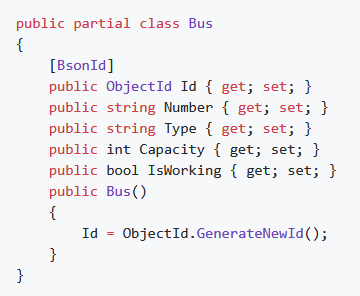 public partial class Bus
{
    [BsonId]
    public ObjectId Id { get; set; }
    public string Number { get; set; }
    public string Type { get; set; }
    public int Capacity { get; set; }
    public bool IsWorking { get; set; }
    public Bus()
    {
        Id = ObjectId.GenerateNewId();
    }
}